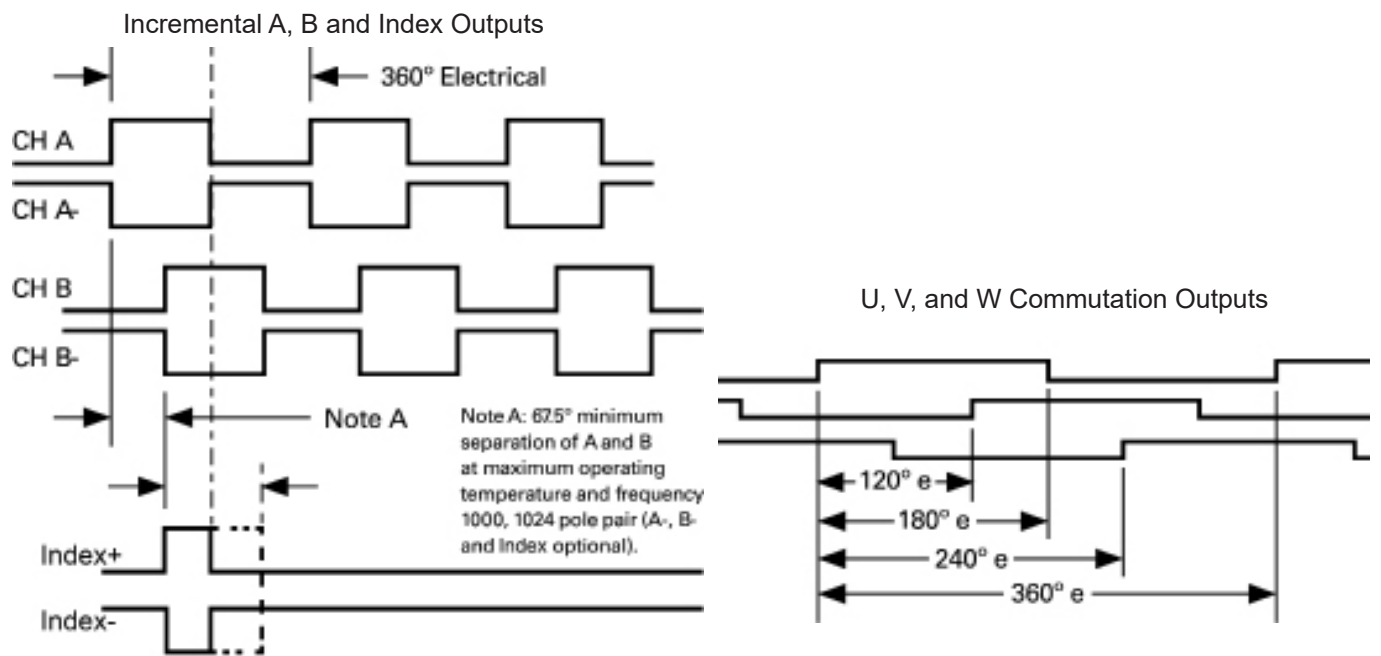 Incremental A, B and Index Outputs
360° Electrical
CH A
CH A-
CH B
CH B-
Note A
Note A: 67.5° minimum
separation of A and B
at maximum operating
temperature and frequency
1000, 1024 pole pair (A-, B-
and Index optional).
Index+
Index-
U, V, and W Commutation Outputs
120° e
180° e
240° e
360° e